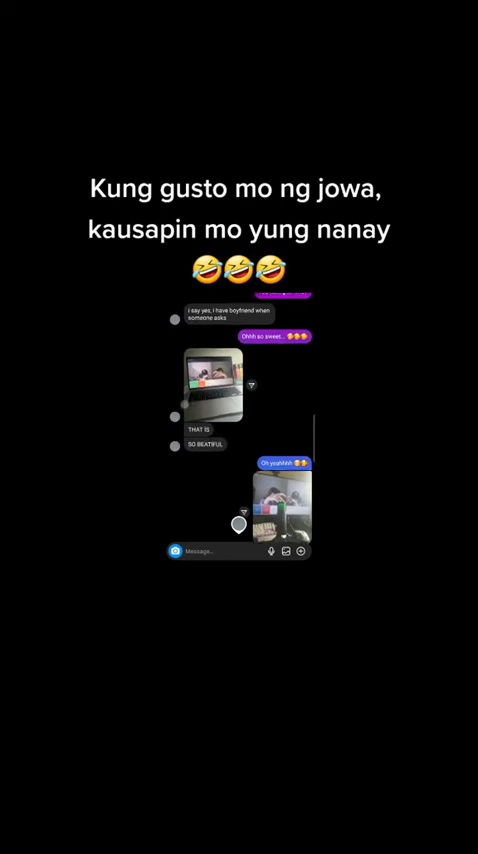 Kung gusto mo ng jowa,
kausapin mo yung nanay
🤣🤣🤣
i say yes, i have boyfriend when
someone asks
Ohhh so sweet... 🥰🥰🥰
THAT IS
SO BEATIFUL
Oh yeahhhh 🥰🥰
Message...